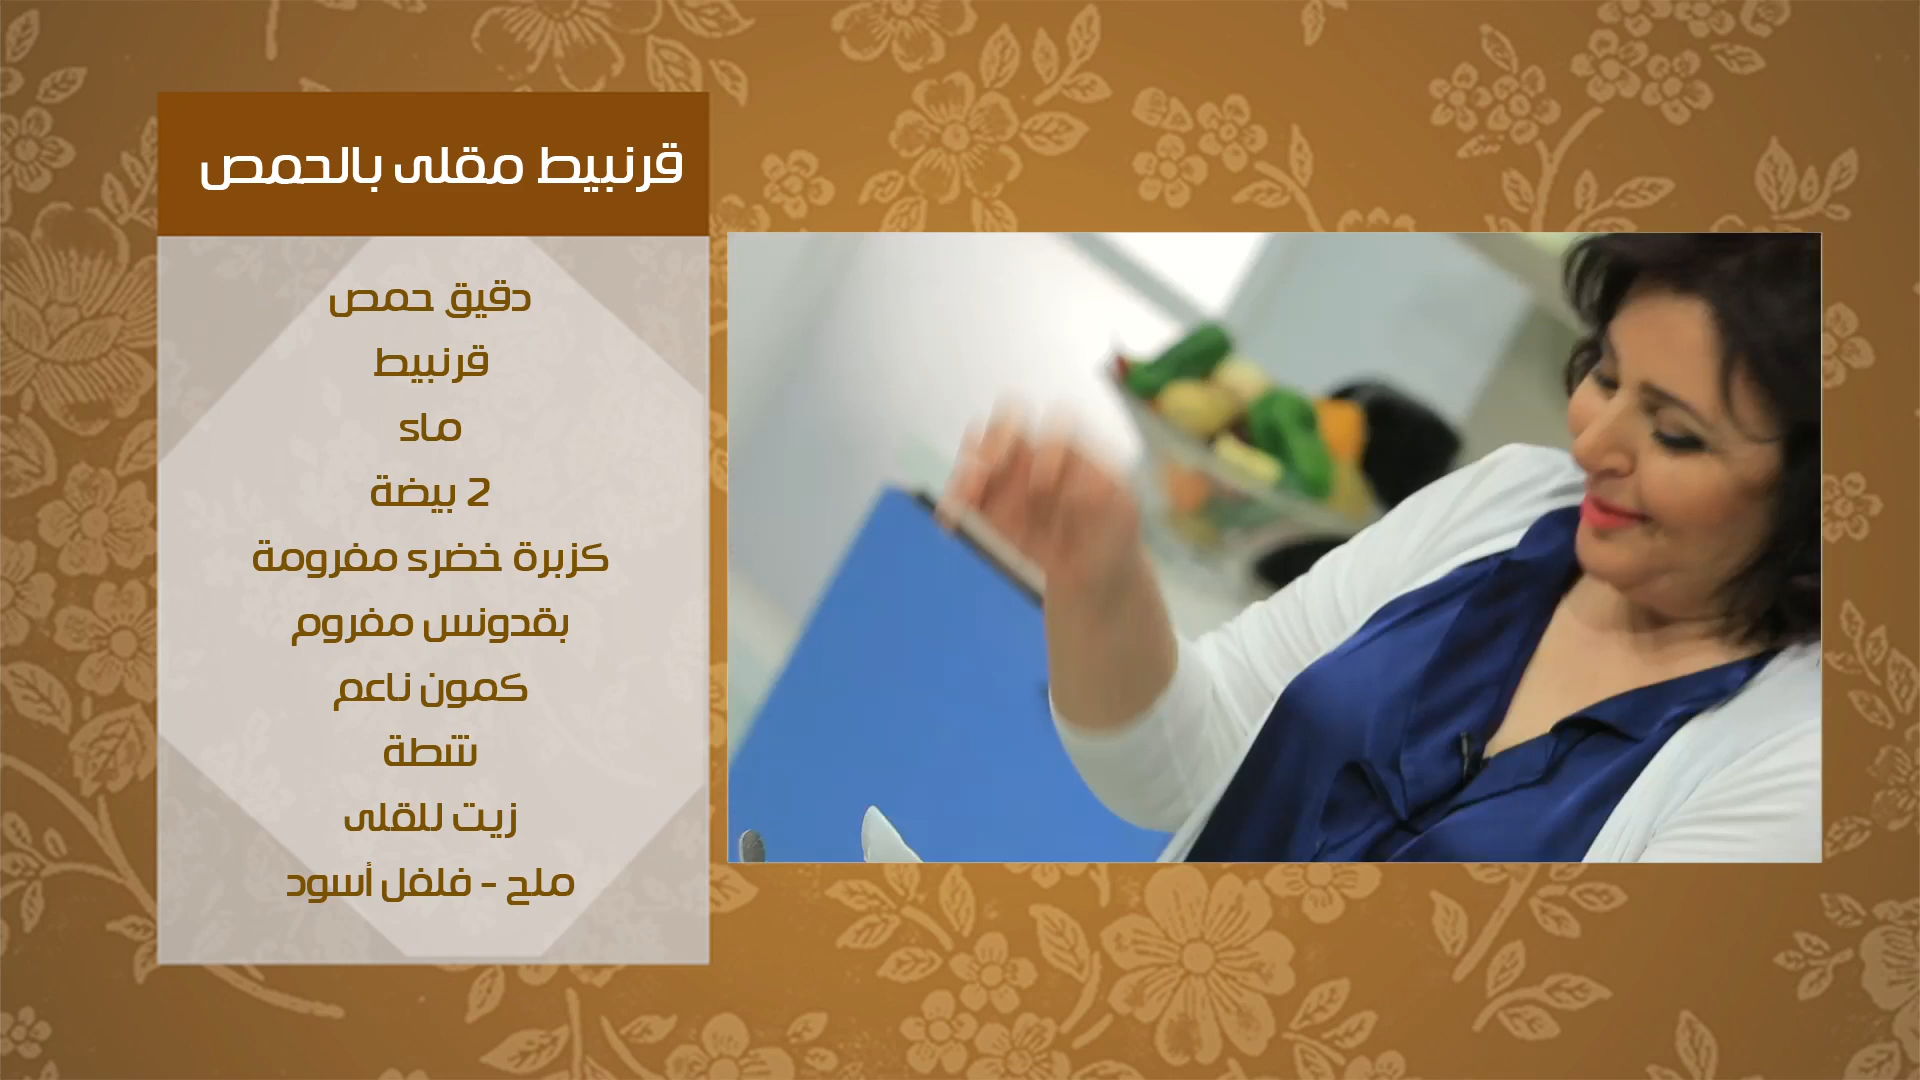 قرنبيط مقلى بالحمص
دقيق حمص
قرنبيط
ماء
2 بيضة
كزبرة خضرء مفرومة
بقدونس مفروم
كمون ناعم
شطة
زيت للقلى
ملح - فلفل أسود